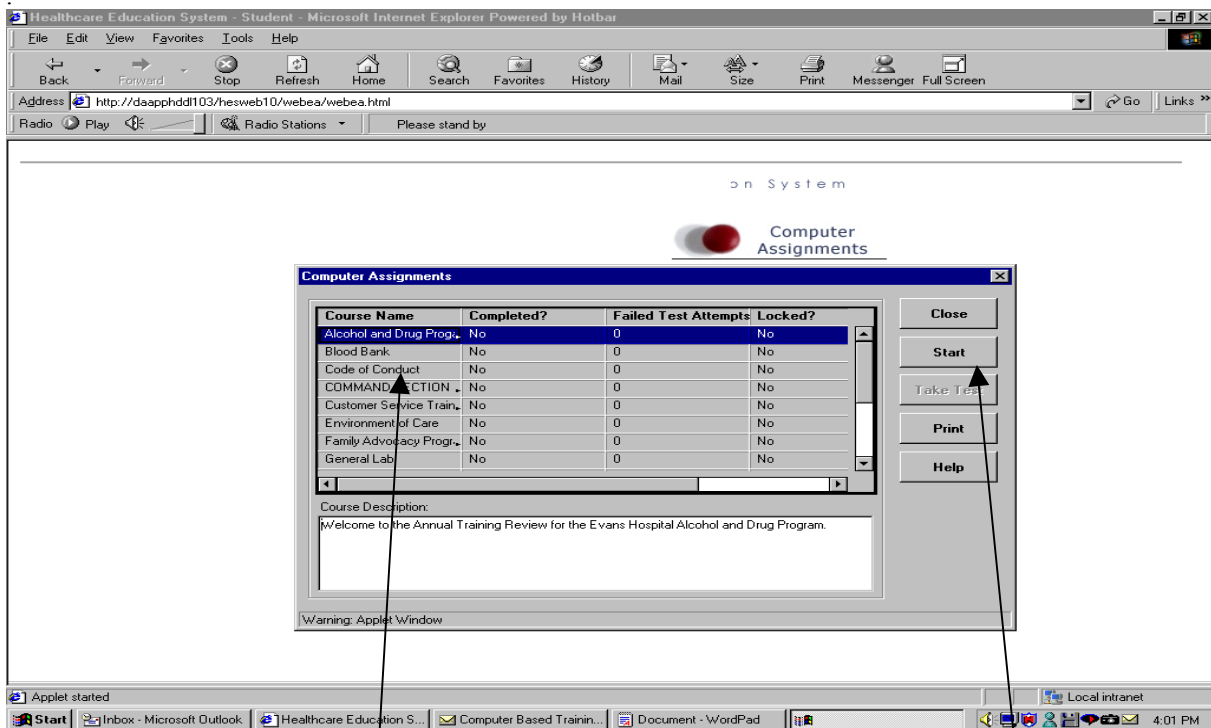 Healthcare Education System - Student - Microsoft Internet Explorer Powered by Hotbar
File Edit View Favorites Tools Help
Back Forward Stop Refresh Home Search Favorites History Mail Size Print Messenger Full Screen
Address http://daapphddl103/hesweb10/webea/webea.html Go Links »
Radio Play Radio Stations Please stand by
on System
Computer
Assignments
Computer Assignments
Course Name Completed? Failed Test Attempts Locked?
Alcohol and Drug Progr No 0 No
Blood Bank No 0 No
Code of Conduct No 0 No
COMMAND SECTION No 0 No
Customer Service Train No 0 No
Environment of Care No 0 No
Family Advocacy Progr No 0 No
General Lab No 0 No
Close
Start
Take Test
Print
Help
Course Description:
Welcome to the Annual Training Review for the Evans Hospital Alcohol and Drug Program.
Warning: Applet Window
Applet started Local intranet
Start Inbox - Microsoft Outlook Healthcare Education S... Computer Based Trainin... Document - WordPad 4:01 PM